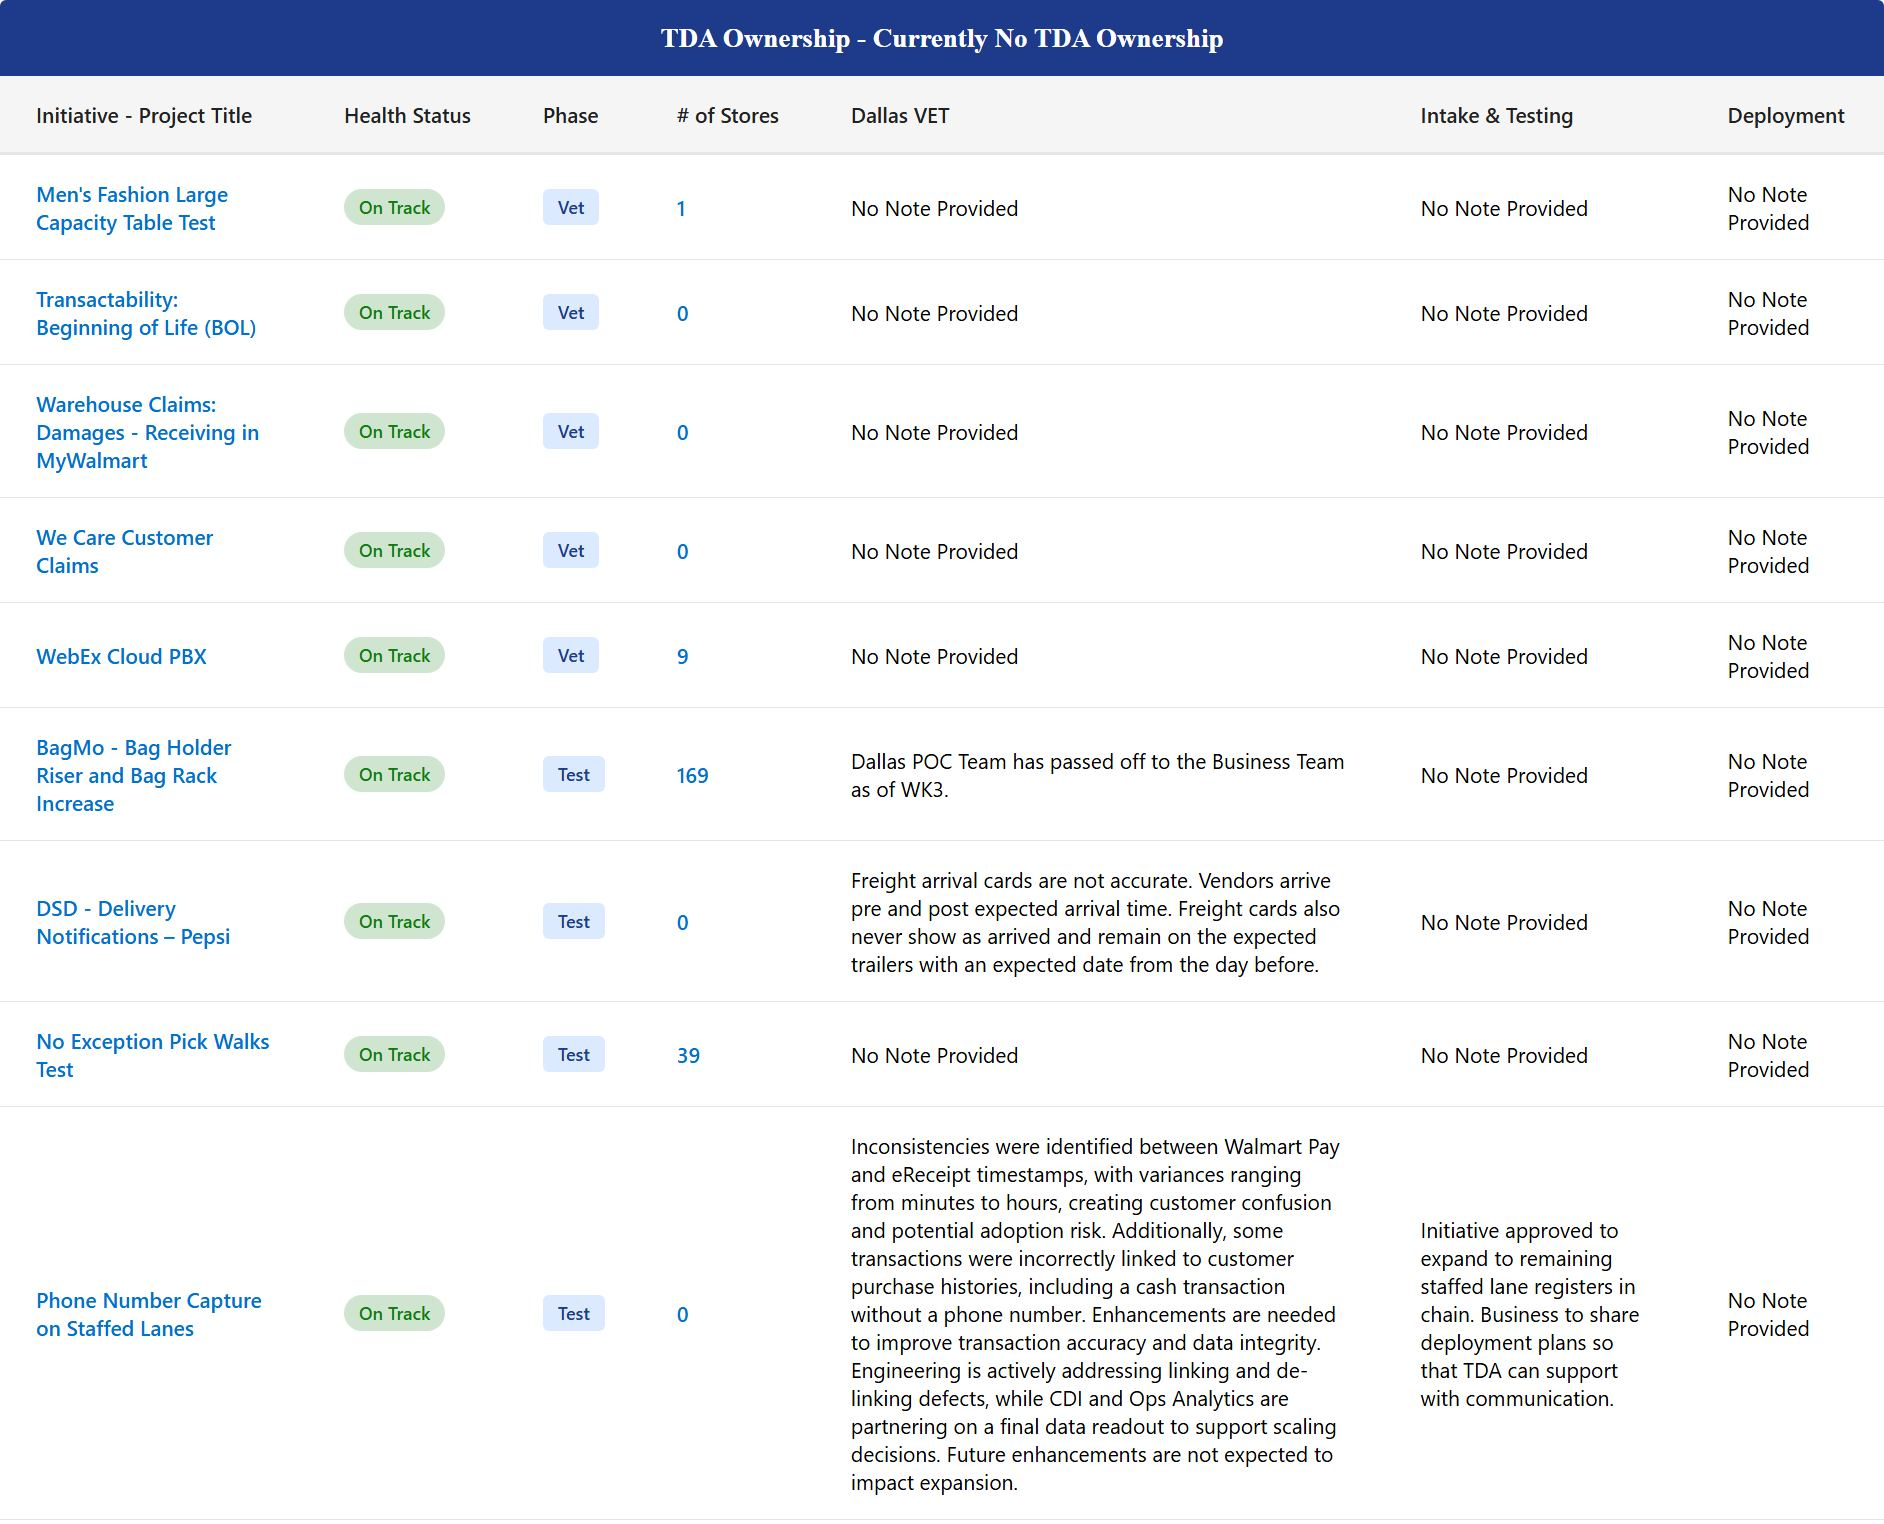 TDA Ownership - Currently No TDA Ownership
Initiative - Project Title
Health Status
Phase
# of Stores
Dallas VET
Intake & Testing
Deployment
Men's Fashion Large
Capacity Table Test
On Track
Vet
1
No Note Provided
No Note Provided
No Note
Provided
Transactability:
Beginning of Life (BOL)
On Track
Vet
0
No Note Provided
No Note Provided
No Note
Provided
Warehouse Claims:
Damages - Receiving in
MyWalmart
On Track
Vet
0
No Note Provided
No Note Provided
No Note
Provided
We Care Customer
Claims
On Track
Vet
0
No Note Provided
No Note Provided
No Note
Provided
WebEx Cloud PBX
On Track
Vet
9
No Note Provided
No Note Provided
No Note
Provided
BagMo - Bag Holder
Riser and Bag Rack
Increase
On Track
Test
169
Dallas POC Team has passed off to the Business Team
as of WK3.
No Note Provided
No Note
Provided
DSD - Delivery
Notifications – Pepsi
On Track
Test
0
Freight arrival cards are not accurate. Vendors arrive
pre and post expected arrival time. Freight cards also
never show as arrived and remain on the expected
trailers with an expected date from the day before.
No Note Provided
No Note
Provided
No Exception Pick Walks
Test
On Track
Test
39
No Note Provided
No Note Provided
No Note
Provided
Phone Number Capture
on Staffed Lanes
On Track
Test
0
Inconsistencies were identified between Walmart Pay
and eReceipt timestamps, with variances ranging
from minutes to hours, creating customer confusion
and potential adoption risk. Additionally, some
transactions were incorrectly linked to customer
purchase histories, including a cash transaction
without a phone number. Enhancements are needed
to improve transaction accuracy and data integrity.
Engineering is actively addressing linking and de-
linking defects, while CDI and Ops Analytics are
partnering on a final data readout to support scaling
decisions. Future enhancements are not expected to
impact expansion.
Initiative approved to
expand to remaining
staffed lane registers in
chain. Business to share
deployment plans so
that TDA can support
with communication.
No Note
Provided